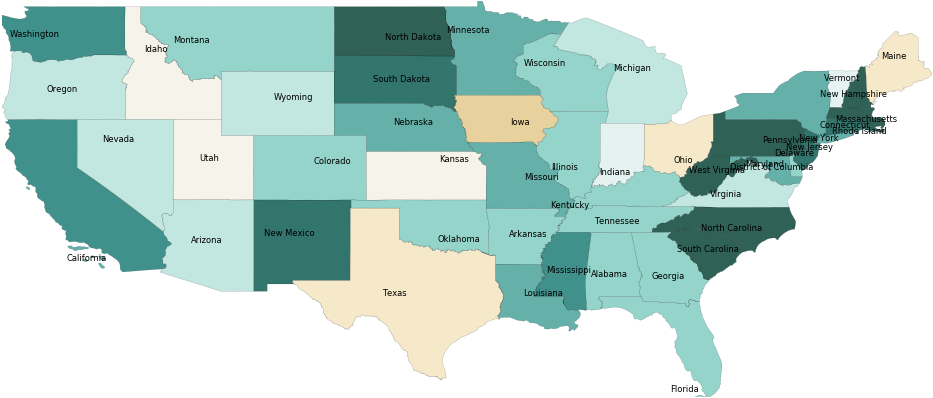 Washington
Montana
North Dakota
Minnesota
Maine
Idaho
Wisconsin
Michigan
Vermont
Oregon
Wyoming
South Dakota
New Hampshire
Nebraska
Iowa
Massachusetts
Connecticut
Rhode Island
Nevada
Pennsylvania
New York
New Jersey
Utah
Colorado
Kansas
Ohio
Delaware
Illinois
Indiana
West Virginia
Maryland
District of Columbia
Missouri
Virginia
Kentucky
Tennessee
North Carolina
Arizona
New Mexico
Oklahoma
Arkansas
South Carolina
California
Mississippi
Alabama
Georgia
Texas
Louisiana
Florida